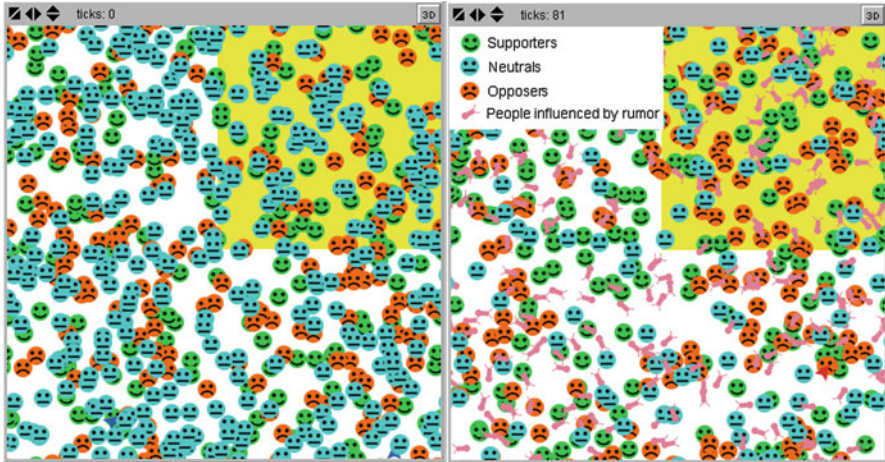 ticks: 0
3D
ticks: 81
3D
Supporters
Neutrals
Opposers
People influenced by rumor